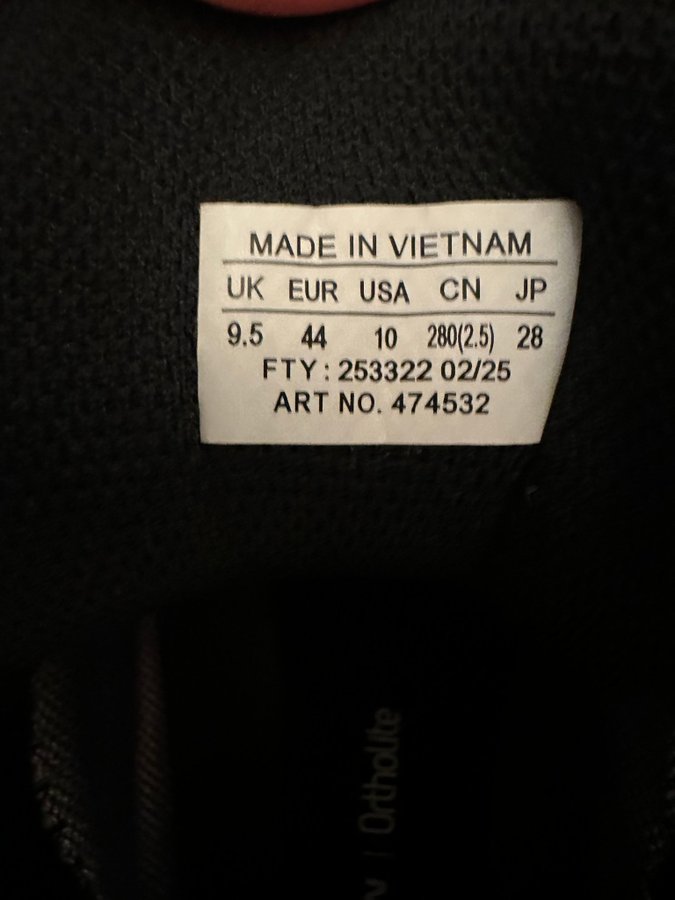 MADE IN VIETNAM
UK EUR USA CN JP
9.5 44 10 280(2.5) 28
FTY : 253322 02/25
ART NO. 474532
| OrthoLite